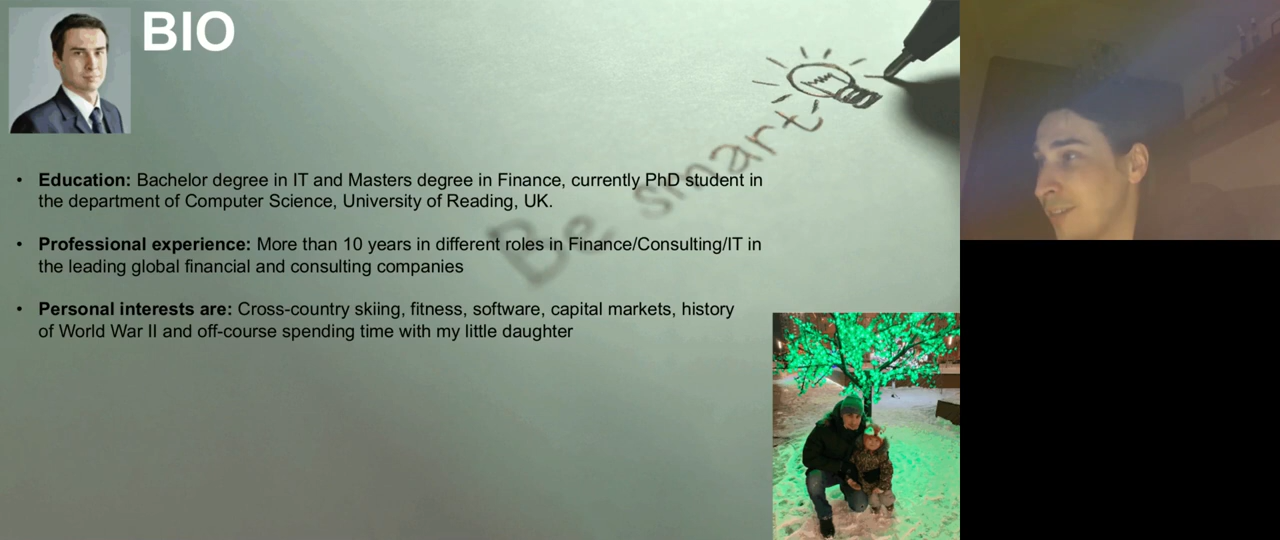 BIO
Be smart
• Education: Bachelor degree in IT and Masters degree in Finance, currently PhD student in
the department of Computer Science, University of Reading, UK.
• Professional experience: More than 10 years in different roles in Finance/Consulting/IT in
the leading global financial and consulting companies
• Personal interests are: Cross-country skiing, fitness, software, capital markets, history
of World War II and off-course spending time with my little daughter